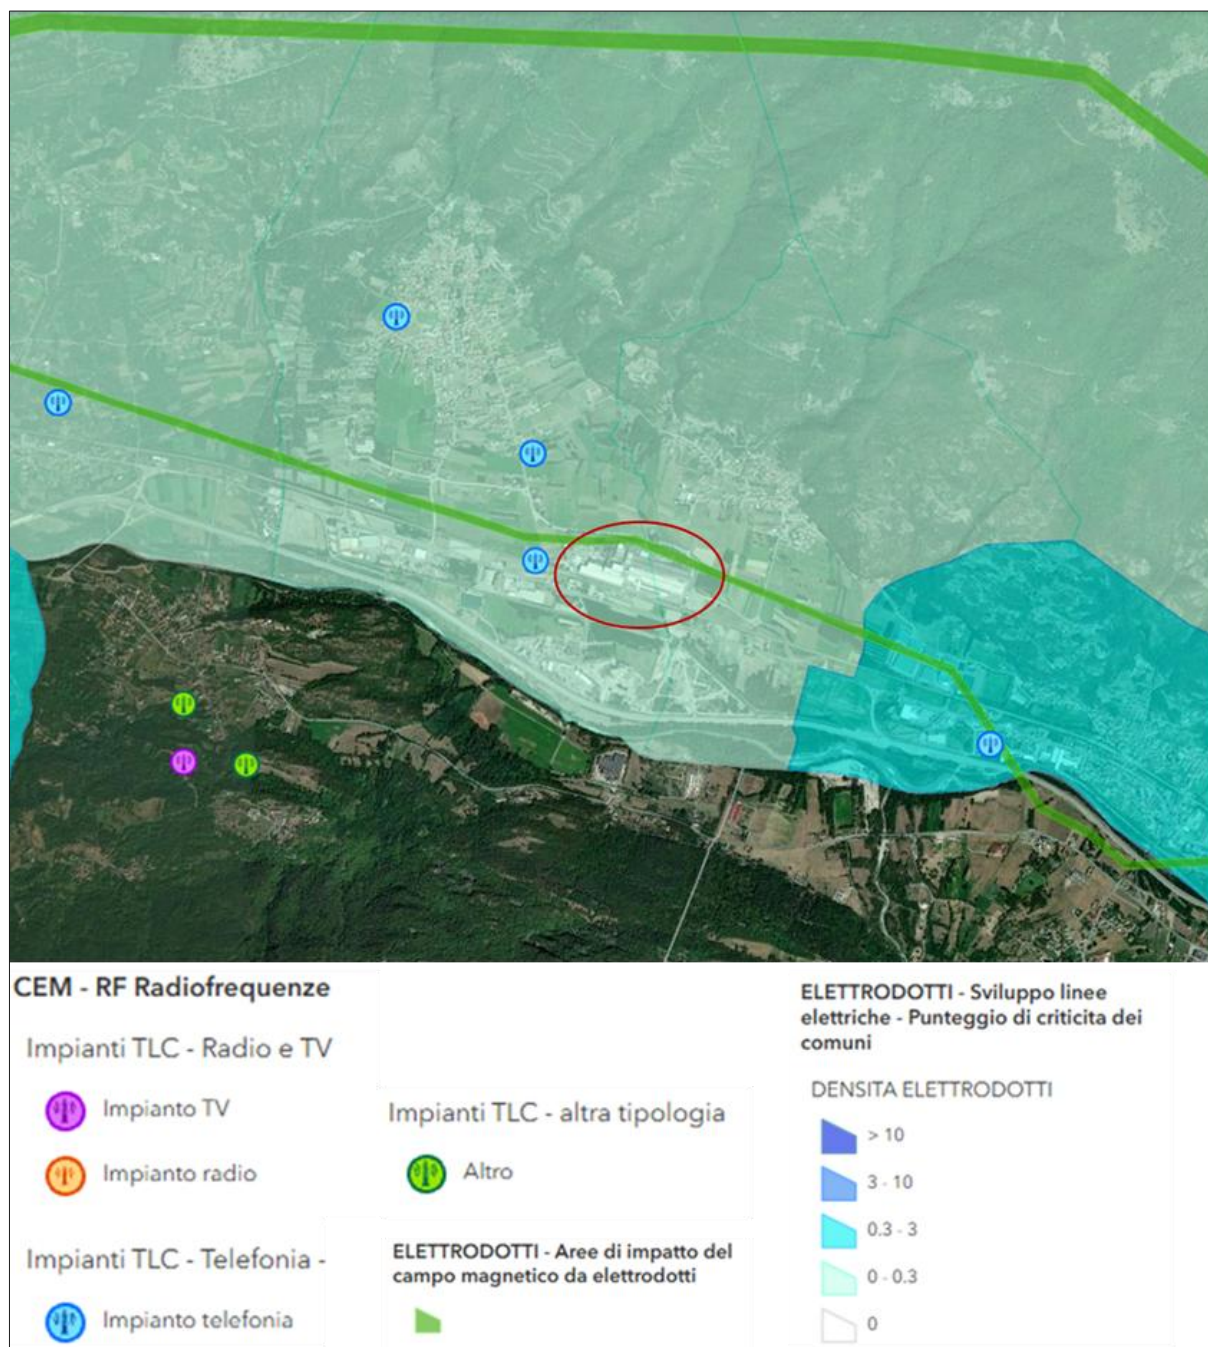 CEM - RF Radiofrequenze
Impianti TLC - Radio e TV
Impianto TV
Impianto radio
Impianti TLC - Telefonia -
Impianto telefonia
Impianti TLC - altra tipologia
Altro
ELETTRODOTTI - Aree di impatto del
campo magnetico da elettrodotti
ELETTRODOTTI - Sviluppo linee
elettriche - Punteggio di criticita dei
comuni
DENSITA ELETTRODOTTI
> 10
3 - 10
0.3 - 3
0 - 0.3
0